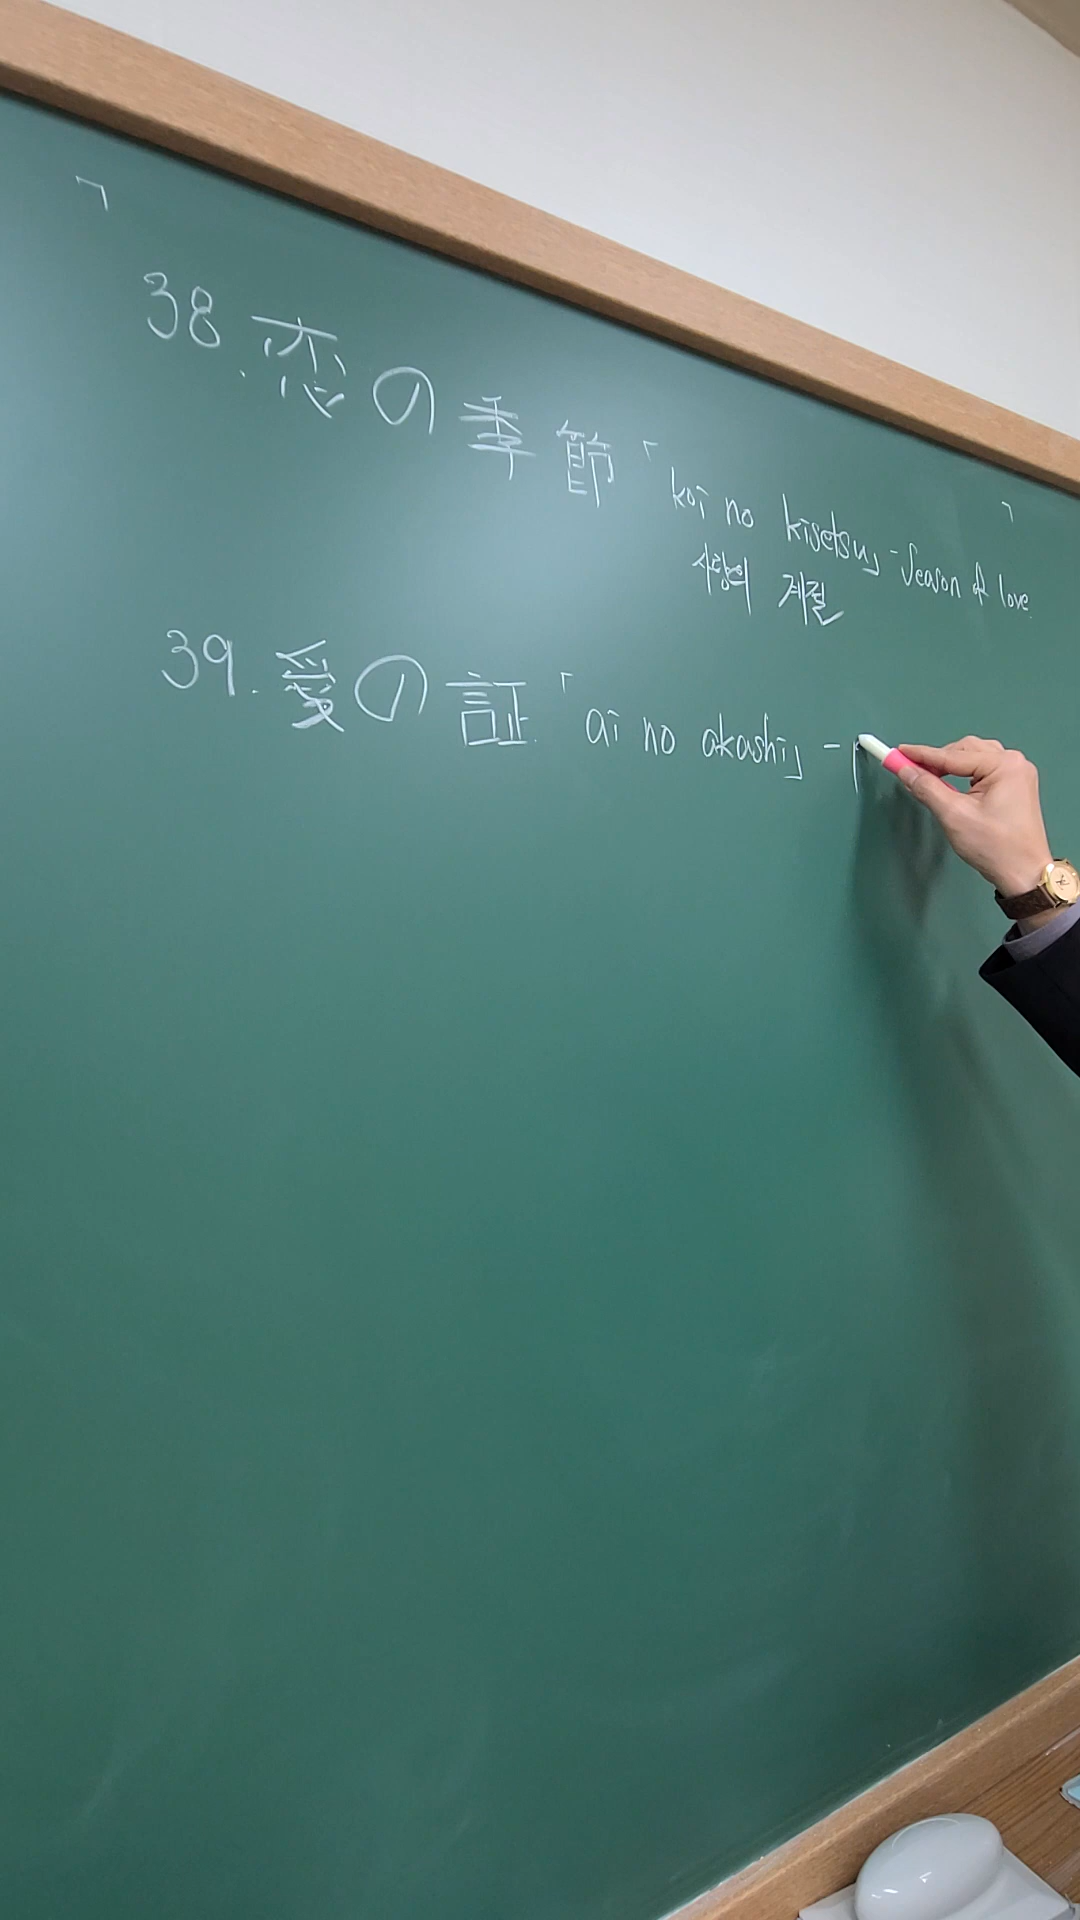 38. 恋の季節「koi no kisetsu」- Season of love
사랑의 계절
39. 愛の証「ai no akashi」-